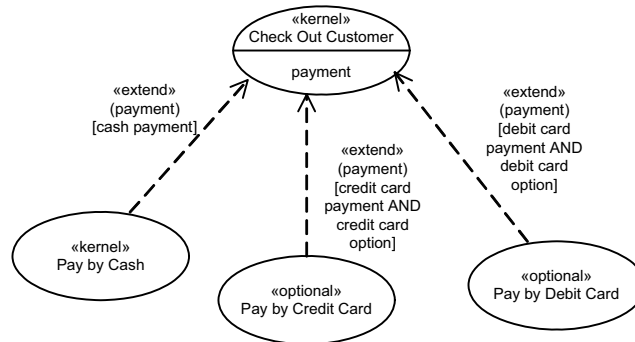 «kernel»
Check Out Customer
payment
«extend»
(payment)
[cash payment]
«extend»
(payment)
[credit card
payment AND
credit card
option]
«extend»
(payment)
[debit card
payment AND
debit card
option]
«kernel»
Pay by Cash
«optional»
Pay by Credit Card
«optional»
Pay by Debit Card